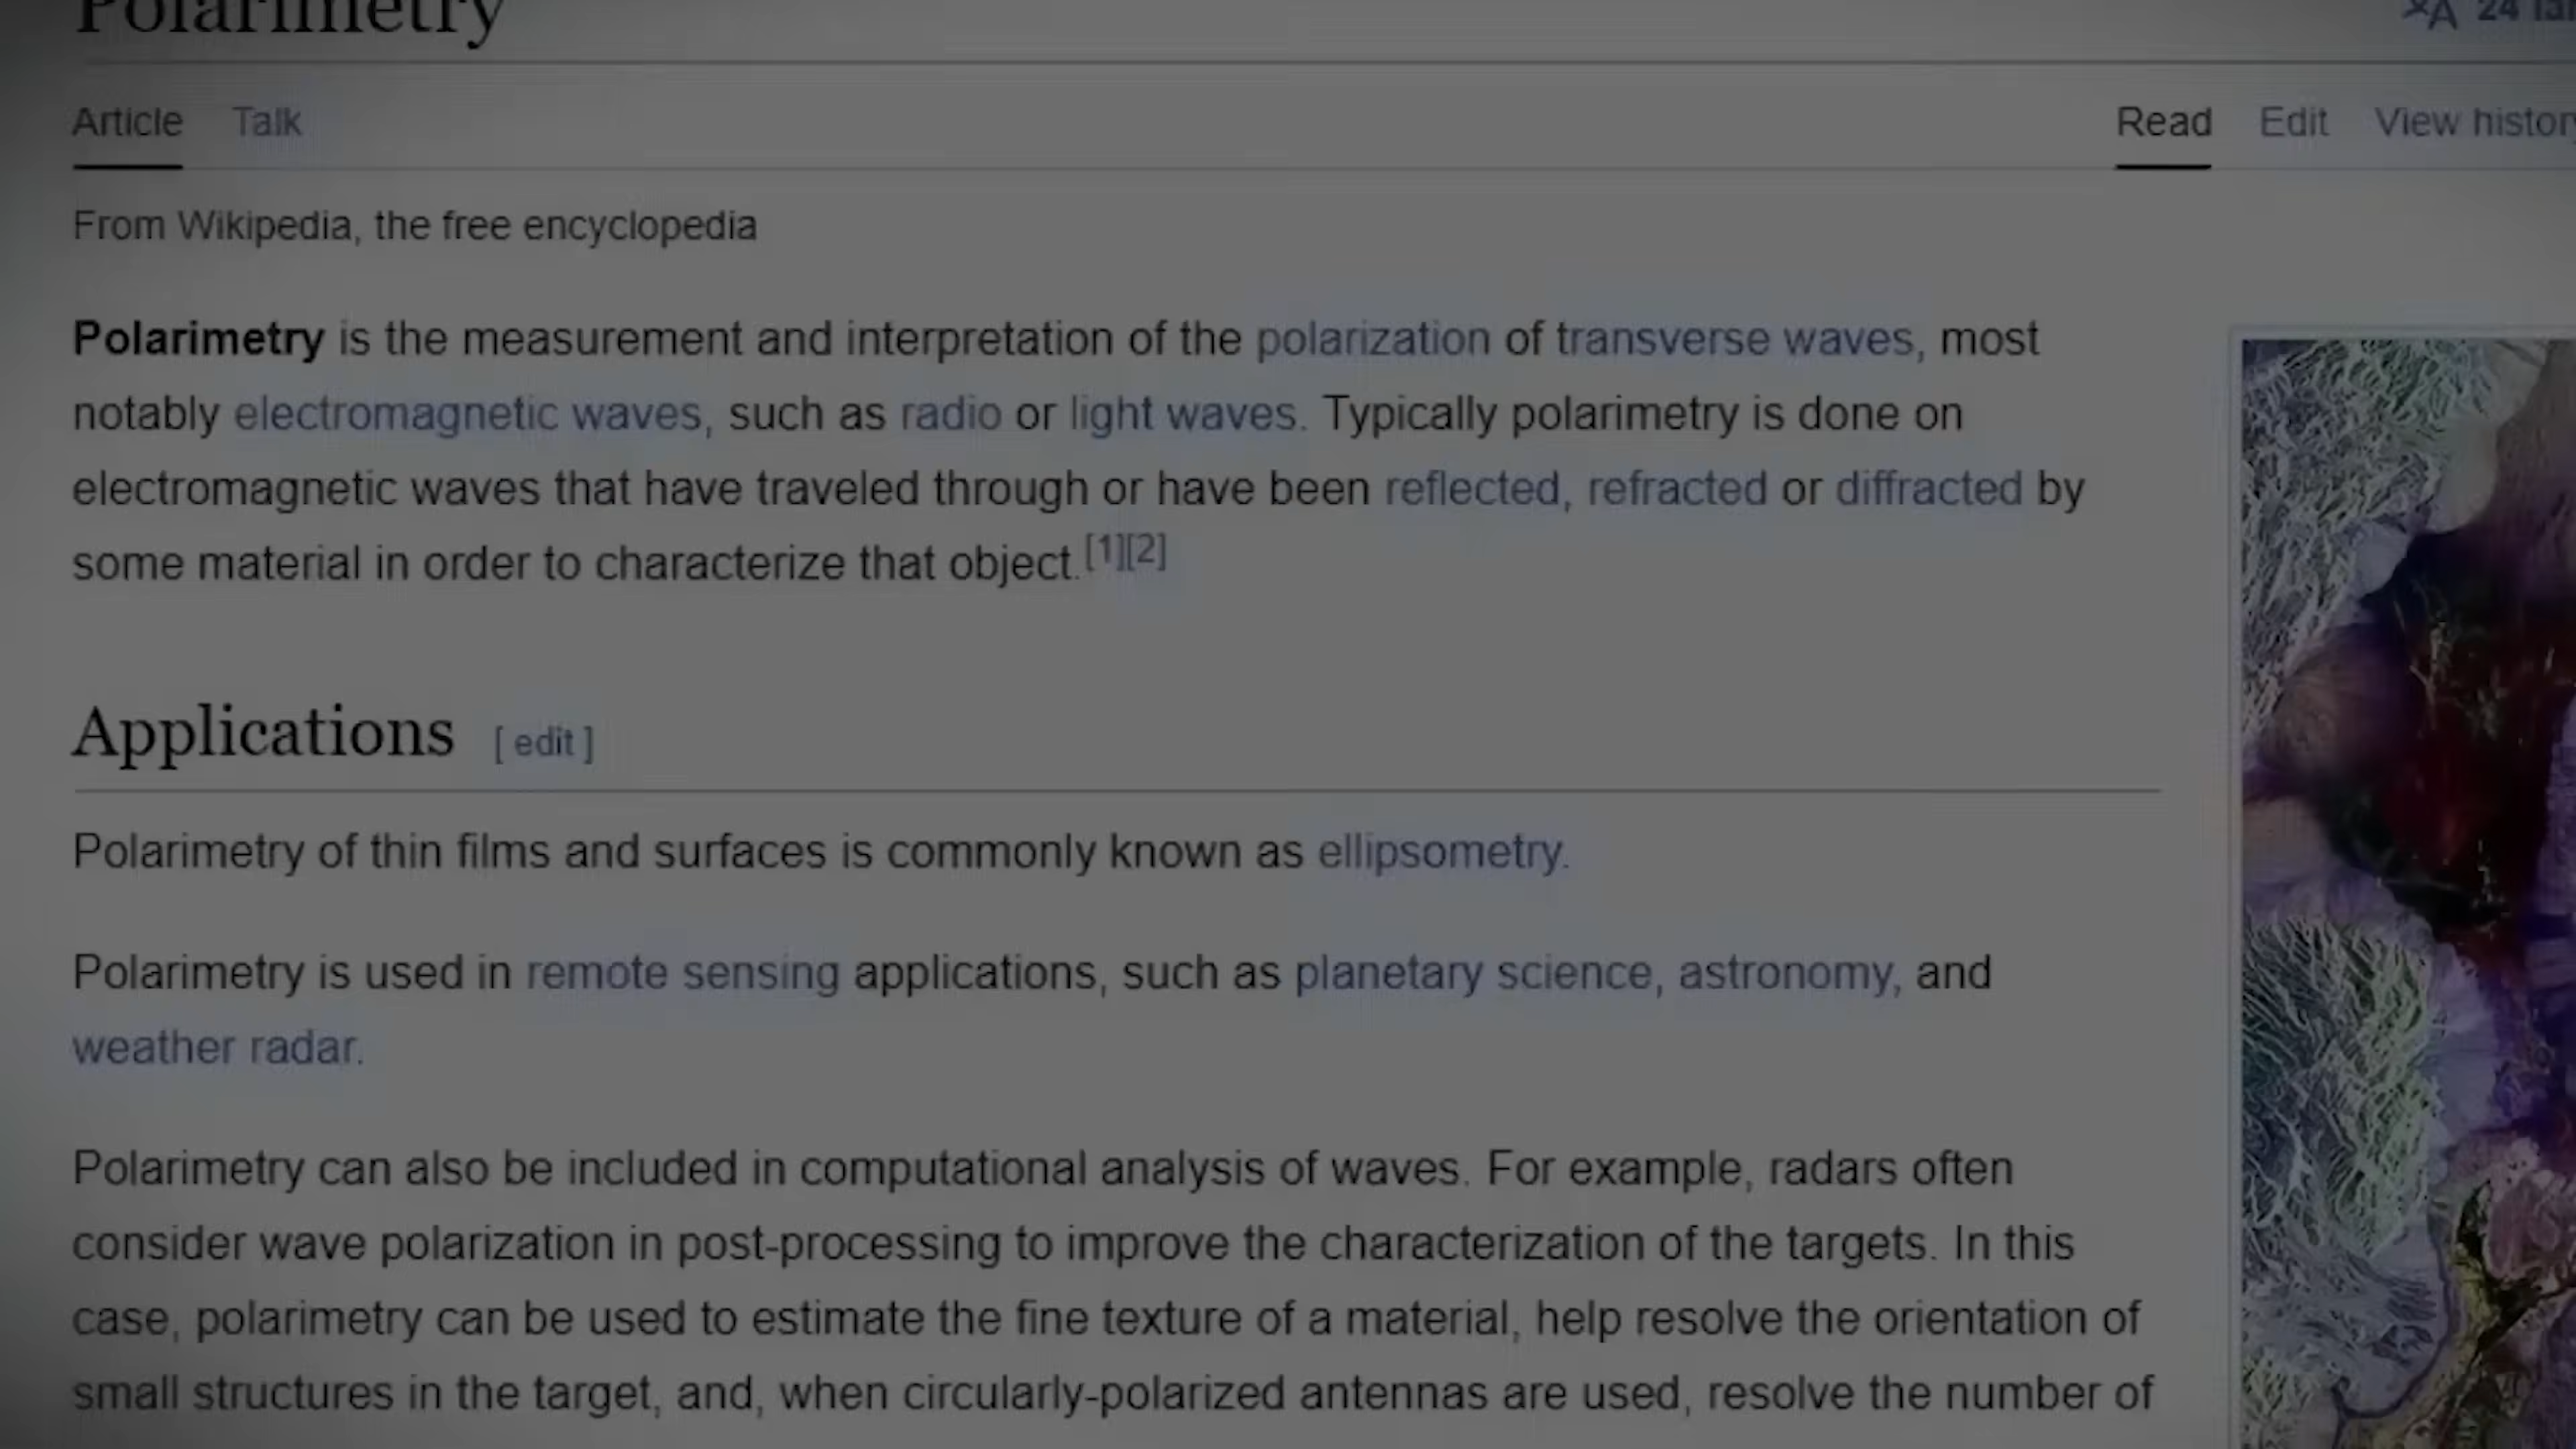 Polarimetry
Article Talk
Read Edit View history
From Wikipedia, the free encyclopedia
Polarimetry is the measurement and interpretation of the polarization of transverse waves, most
notably electromagnetic waves, such as radio or light waves. Typically polarimetry is done on
electromagnetic waves that have traveled through or have been reflected, refracted or diffracted by
some material in order to characterize that object.[1][2]
Applications [ edit ]
Polarimetry of thin films and surfaces is commonly known as ellipsometry.
Polarimetry is used in remote sensing applications, such as planetary science, astronomy, and
weather radar.
Polarimetry can also be included in computational analysis of waves. For example, radars often
consider wave polarization in post-processing to improve the characterization of the targets. In this
case, polarimetry can be used to estimate the fine texture of a material, help resolve the orientation of
small structures in the target, and, when circularly-polarized antennas are used, resolve the number of